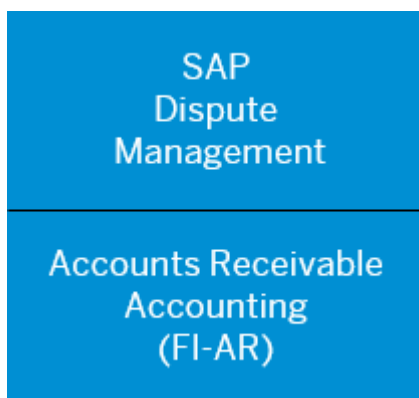 SAP
Dispute
Management
Accounts Receivable
Accounting
(FI-AR)